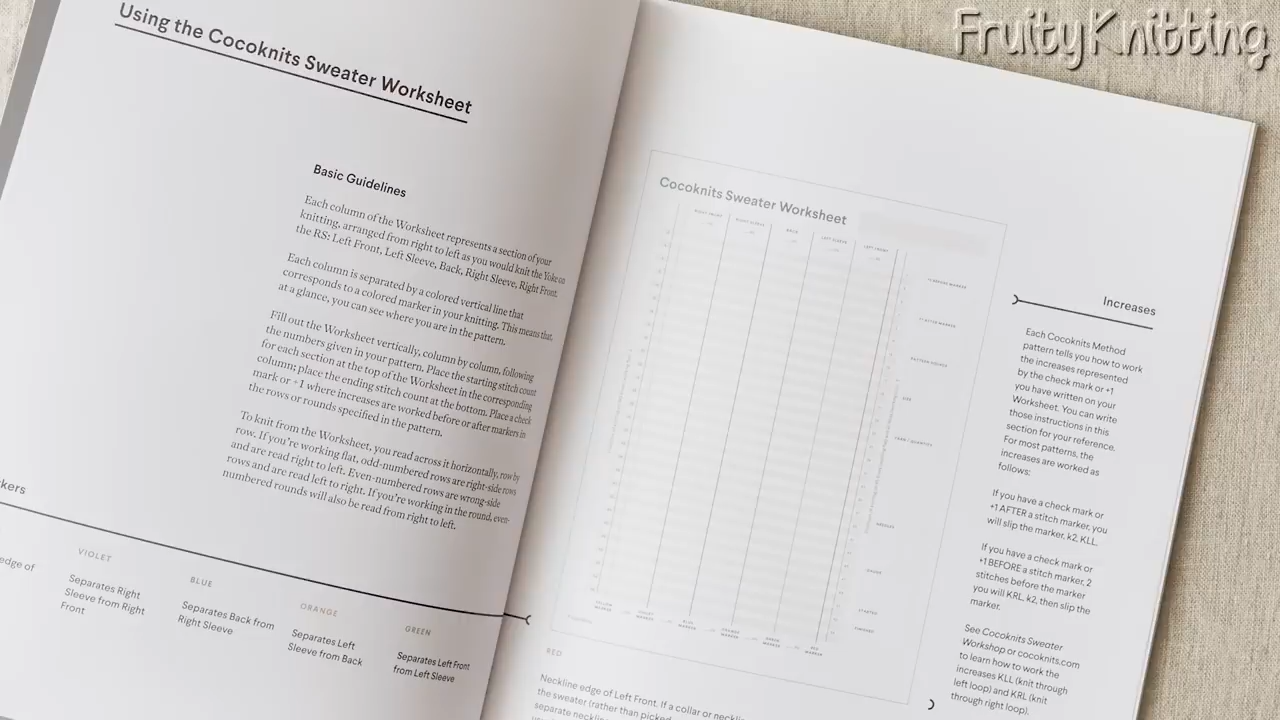 FruityKnitting
Using the Cocoknits Sweater Worksheet
Basic Guidelines
Each column of the Worksheet represents a section of your
knitting, arranged from right to left as you would knit the Yoke on
the RS: Left Front, Left Sleeve, Back, Right Sleeve, Right Front.
Each column is separated by a colored vertical line that
corresponds to a colored marker in your knitting. This means that,
at a glance, you can see where you are in the pattern.
Fill out the Worksheet vertically, column by column, following
the numbers given in your pattern. Place the starting stitch count
for each section at the top of the Worksheet in the corresponding
column; place the ending stitch count at the bottom. Place a check
mark or +1 where increases are worked before or after markers in
the rows or rounds specified in the pattern.
To knit from the Worksheet, you read across it horizontally, row by
row. If you're working flat, odd-numbered rows are right-side rows
and are read right to left. Even-numbered rows are wrong-side
rows and are read left to right. If you're working in the round, even-
numbered rounds will also be read from right to left.
kers
edge of
VIOLET
Separates Right
Sleeve from Right
Front
BLUE
Separates Back from
Right Sleeve
ORANGE
Separates Left
Sleeve from Back
GREEN
Separates Left Front
from Left Sleeve
Cocoknits Sweater Worksheet
RIGHT FRONT
RIGHT SLEEVE
BACK
LEFT SLEEVE
LEFT FRONT
RED
Neckline edge of Left Front. If a collar or neckli
the sweater (rather than picked
separate neckli
Increases
Each Cocoknits Method
pattern tells you how to work
the increases represented
by the check mark or +1
you have written on your
Worksheet. You can write
those instructions in this
section for your reference.
For most patterns, the
increases are worked as
follows:
If you have a check mark or
+1 AFTER a stitch marker, you
will slip the marker, k2, KLL.
If you have a check mark or
+1 BEFORE a stitch marker, 2
stitches before the marker
you will KRL, k2, then slip the
marker.
See Cocoknits Sweater
Workshop or cocoknits.com
to learn how to work the
increases KLL (knit through
left loop) and KRL (knit
through right loop).